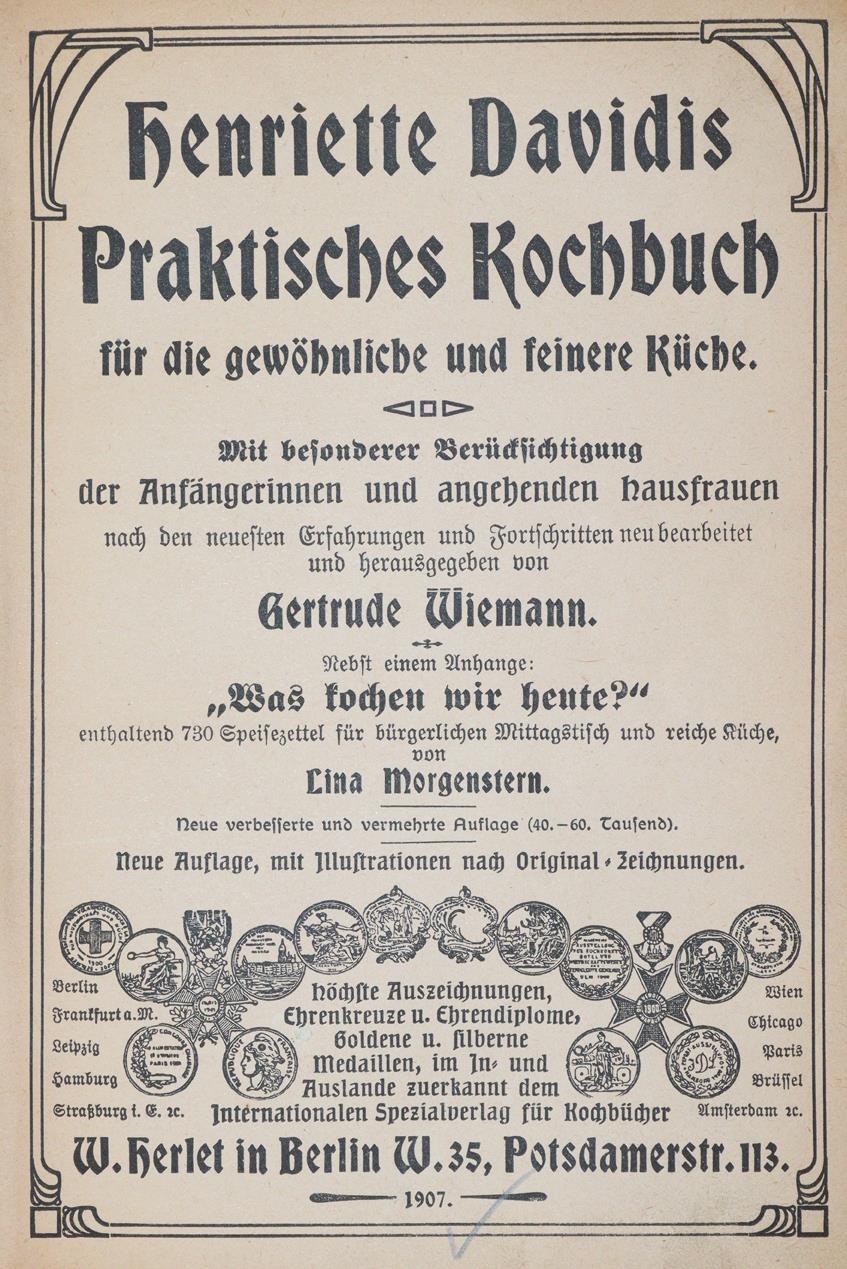 Henriette Davidis
Praktisches Kochbuch
für die gewöhnliche und feinere Küche.
Mit besonderer Berücksichtigung
der Anfängerinnen und angehenden Hausfrauen
nach den neuesten Erfahrungen und Fortschritten neu bearbeitet
und herausgegeben von
Gertrude Wiemann.
Nebst einem Anhange:
„Was kochen wir heute?“
enthaltend 730 Speisezettel für bürgerlichen Mittagstisch und reiche Küche,
von
Lina Morgenstern.
Neue verbesserte und vermehrte Auflage (40.–60. Tausend).
Neue Auflage, mit Illustrationen nach Original-Zeichnungen.
Berlin
Frankfurt a. M.
Leipzig
Hamburg
Straßburg i. E. ꝛc.
Höchste Auszeichnungen,
Ehrenkreuze u. Ehrendiplome,
Goldene u. silberne
Medaillen, im In- und
Auslande zuerkannt dem
Internationalen Spezialverlag für Kochbücher
Wien
Chicago
Paris
Brüssel
Amsterdam ꝛc.
W. Herlet in Berlin W. 35, Potsdamerstr. 113.
1907.